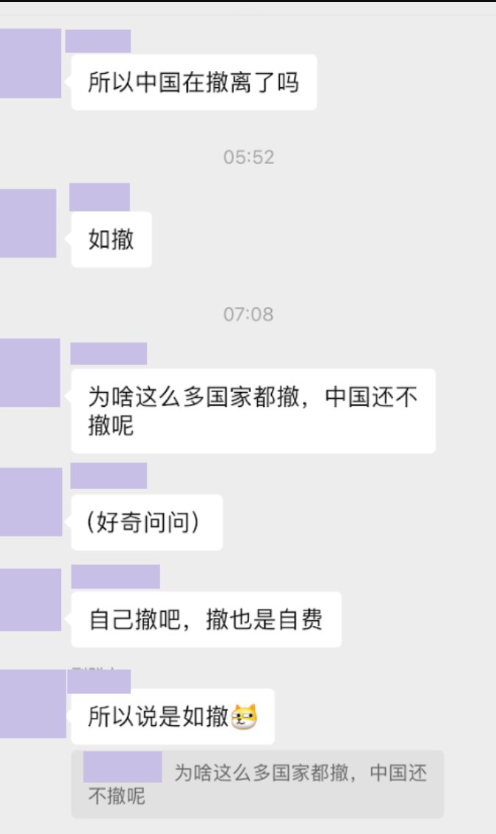 所以中国在撤离了吗
05:52
如撤
07:08
为啥这么多国家都撤，中国还不
撤呢
（好奇问问）
自己撤吧，撤也是自费
所以说是如撤
为啥这么多国家都撤，中国还
不撤呢